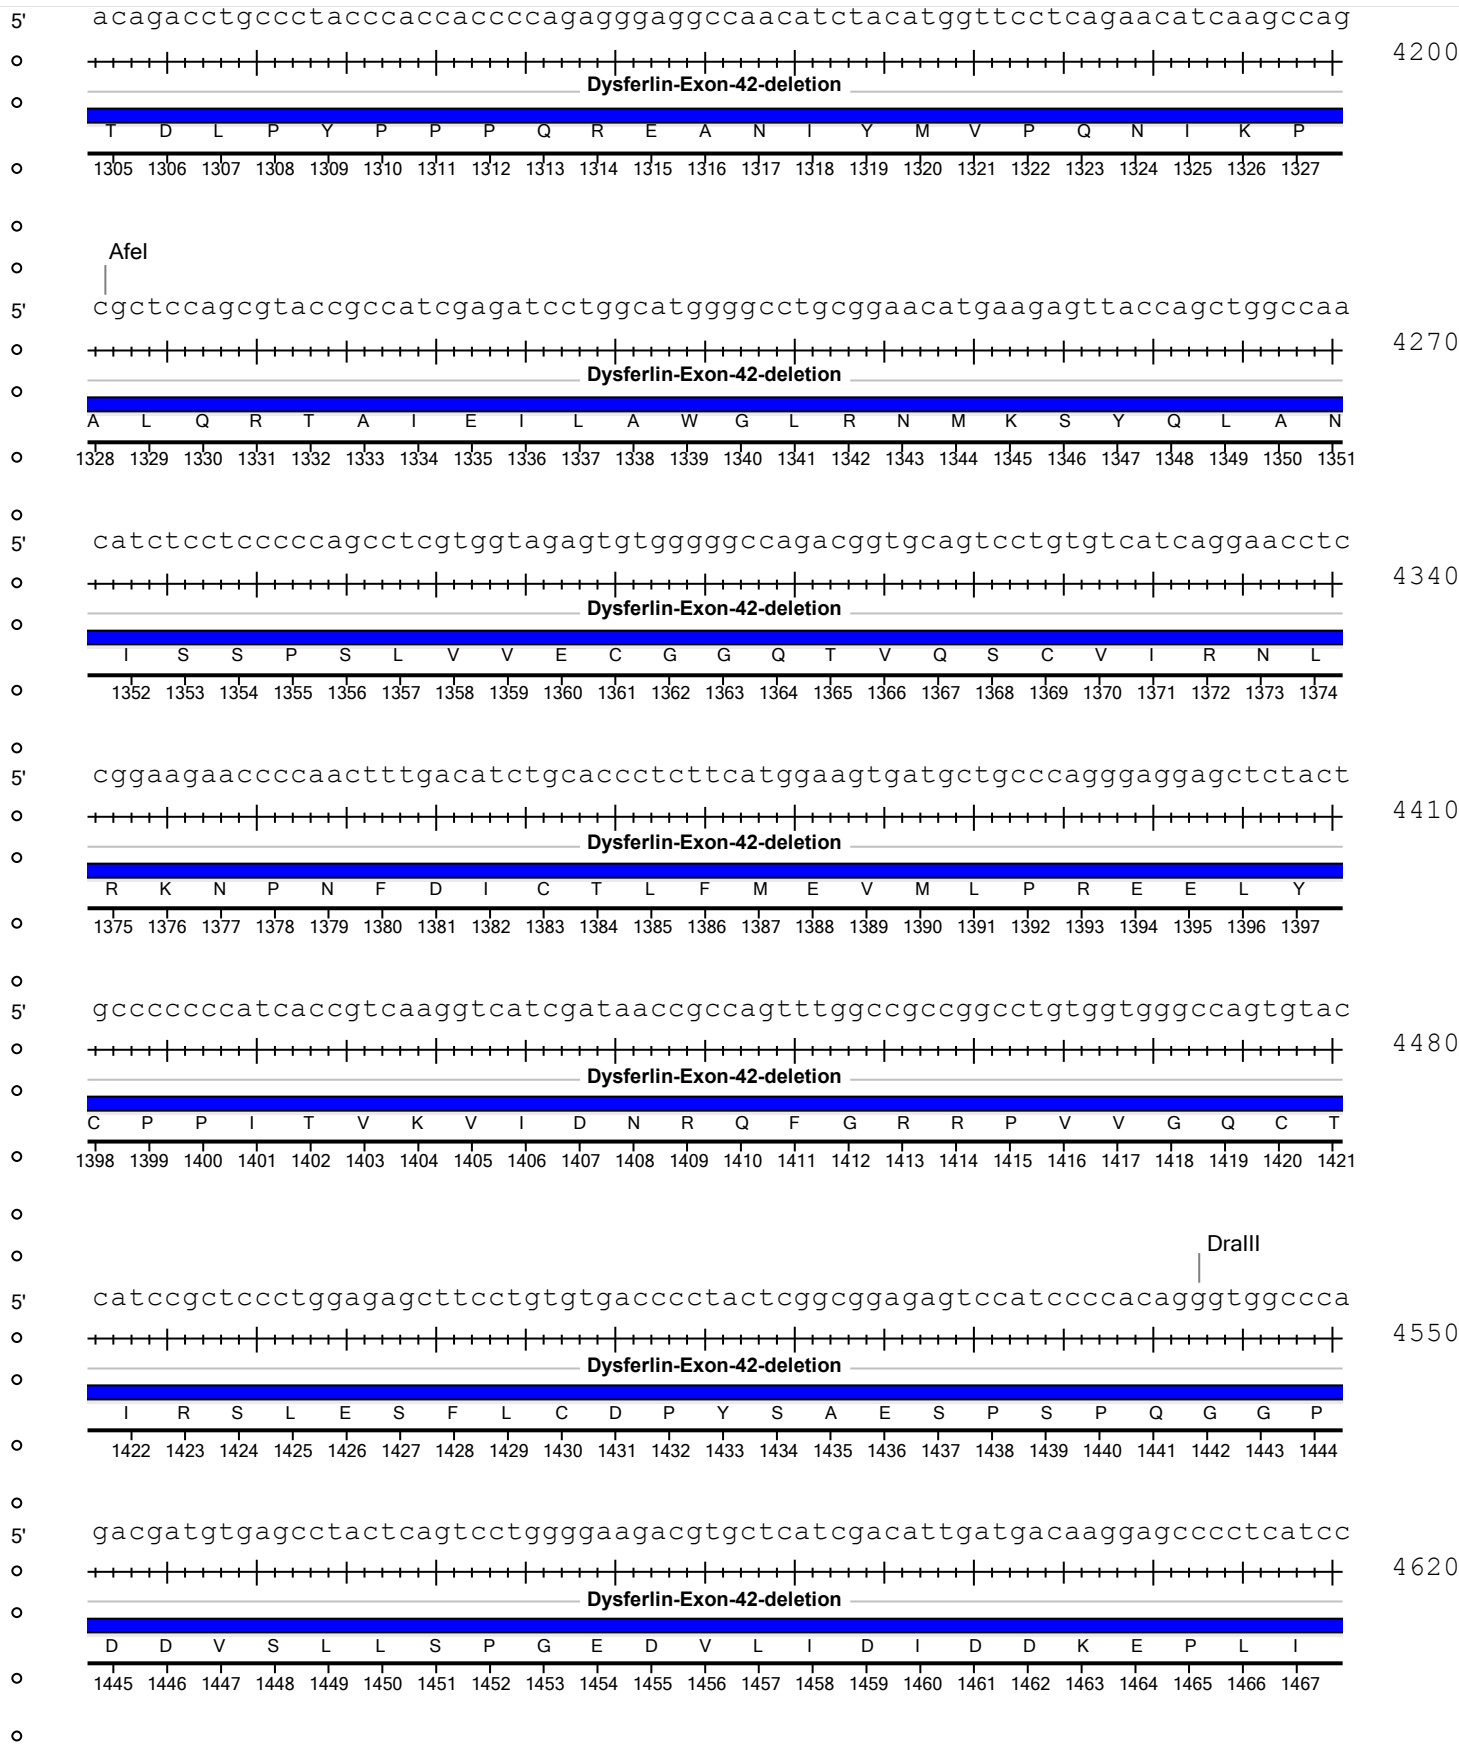 5' acagacctgccctacccaccaccccagagggaggccaacatctacatggttcctcagaacatcaagccag
4200
Dysferlin-Exon-42-deletion
T D L P Y P P P Q R E A N I Y M V P Q N I K P
1305 1306 1307 1308 1309 1310 1311 1312 1313 1314 1315 1316 1317 1318 1319 1320 1321 1322 1323 1324 1325 1326 1327
AfeI
5' cgctccagcgtaccgccatcgagatcctggcatggggcctgcggaacatgaagagttaccagctggccaa
4270
Dysferlin-Exon-42-deletion
A L Q R T A I E I L A W G L R N M K S Y Q L A N
1328 1329 1330 1331 1332 1333 1334 1335 1336 1337 1338 1339 1340 1341 1342 1343 1344 1345 1346 1347 1348 1349 1350 1351
5' catctcctcccccagcctcgtggtagagtgtgggggccagacggtgcagtcctgtgtcatcaggaacctc
4340
Dysferlin-Exon-42-deletion
I S S P S L V V E C G G Q T V Q S C V I R N L
1352 1353 1354 1355 1356 1357 1358 1359 1360 1361 1362 1363 1364 1365 1366 1367 1368 1369 1370 1371 1372 1373 1374
5' cggaagaaccccaactttgacatctgcaccctcttcatggaagtgatgctgcccagggaggagctctact
4410
Dysferlin-Exon-42-deletion
R K N P N F D I C T L F M E V M L P R E E L Y
1375 1376 1377 1378 1379 1380 1381 1382 1383 1384 1385 1386 1387 1388 1389 1390 1391 1392 1393 1394 1395 1396 1397
5' gcccccccatcaccgtcaaggtcatcgataaccgccagtttggccgccggcctgtggtgggccagtgtac
4480
Dysferlin-Exon-42-deletion
C P P I T V K V I D N R Q F G R R P V V G Q C T
1398 1399 1400 1401 1402 1403 1404 1405 1406 1407 1408 1409 1410 1411 1412 1413 1414 1415 1416 1417 1418 1419 1420 1421
DraIII
5' catccgctccctggagagcttcctgtgtgacccctactcggcggagagtccatccccacagggtggccca
4550
Dysferlin-Exon-42-deletion
I R S L E S F L C D P Y S A E S P S P Q G G P
1422 1423 1424 1425 1426 1427 1428 1429 1430 1431 1432 1433 1434 1435 1436 1437 1438 1439 1440 1441 1442 1443 1444
5' gacgatgtgagcctactcagtcctggggaagacgtgctcatcgacattgatgacaaggagcccctcatcc
4620
Dysferlin-Exon-42-deletion
D D V S L L S P G E D V L I D I D D K E P L I
1445 1446 1447 1448 1449 1450 1451 1452 1453 1454 1455 1456 1457 1458 1459 1460 1461 1462 1463 1464 1465 1466 1467